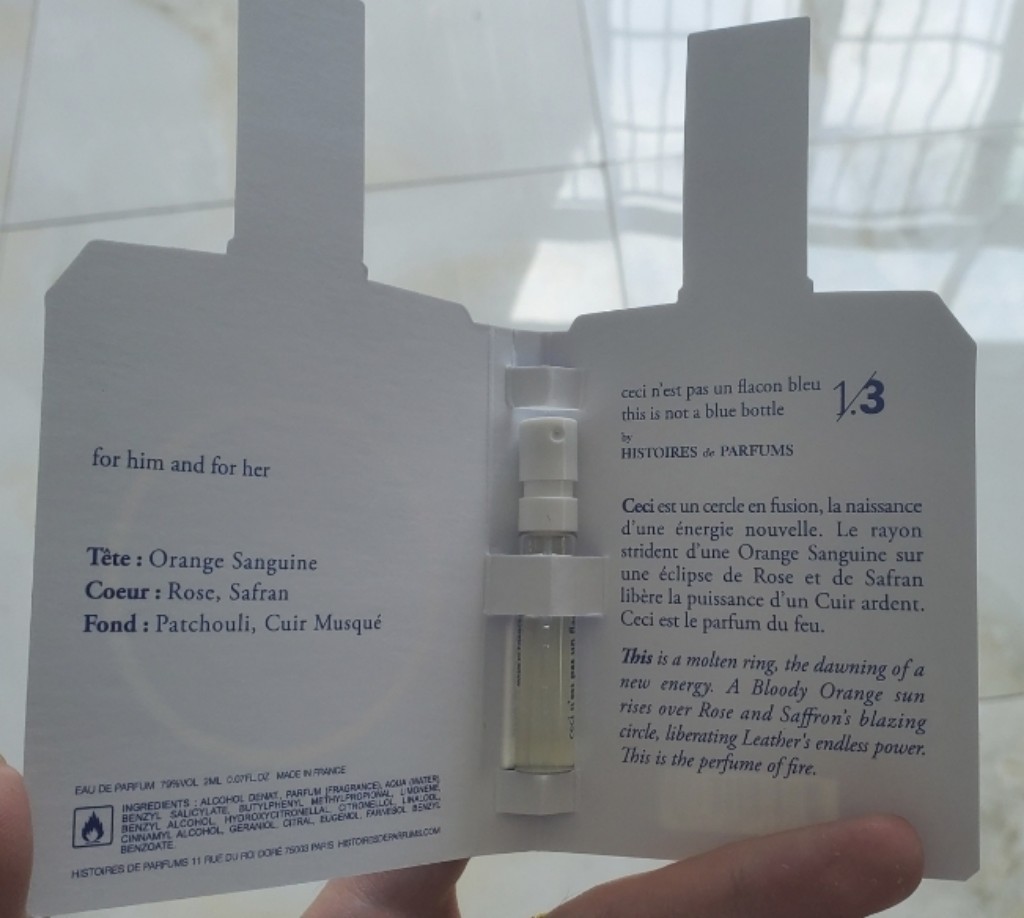 for him and for her
Tête : Orange Sanguine
Coeur : Rose, Safran
Fond : Patchouli, Cuir Musqué
EAU DE PARFUM 79%VOL 2ML 0.07FL.OZ MADE IN FRANCE
INGREDIENTS : ALCOHOL DENAT., PARFUM (FRAGRANCE), AQUA (WATER)
BENZYL SALICYLATE, BUTYLPHENYL METHYLPROPIONAL, LIMONENE,
BENZYL ALCOHOL, HYDROXYCITRONELLAL, CITRONELLOL, LINALOOL,
CINNAMYL ALCOHOL, GERANIOL, CITRAL, EUGENOL, FARNESOL, BENZYL
BENZOATE.
HISTOIRES DE PARFUMS 11 RUE DU ROI DORÉ 75003 PARIS HISTOIRESDEPARFUMS.COM
ceci n'est pas un fla
ceci n'est pas un flacon bleu
this is not a blue bottle
1/.3
by
HISTOIRES de PARFUMS
Ceci est un cercle en fusion, la naissance
d'une énergie nouvelle. Le rayon
strident d'une Orange Sanguine sur
une éclipse de Rose et de Safran
libère la puissance d'un Cuir ardent.
Ceci est le parfum du feu.
This is a molten ring, the dawning of a
new energy. A Bloody Orange sun
rises over Rose and Saffron's blazing
circle, liberating Leather's endless power.
This is the perfume of fire.